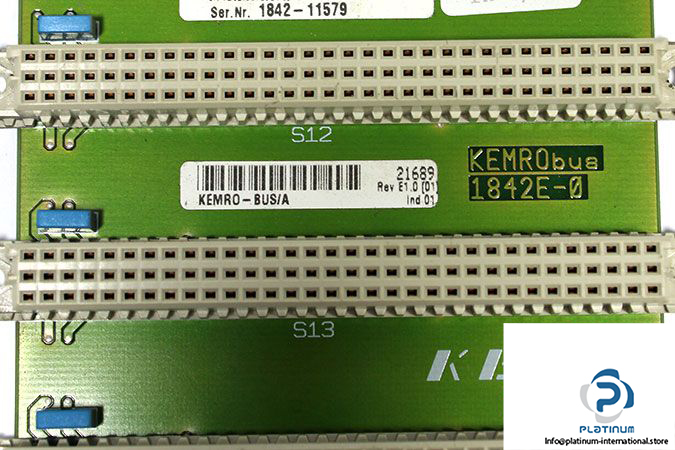 Ser.Nr. 1842-11579
S12
KEMRO-BUS/A
21689
Rev E1.0 (01)
Ind 01
KEMRObus
1842E-0
S13
K
PLATINUM
info@platinum-international.store